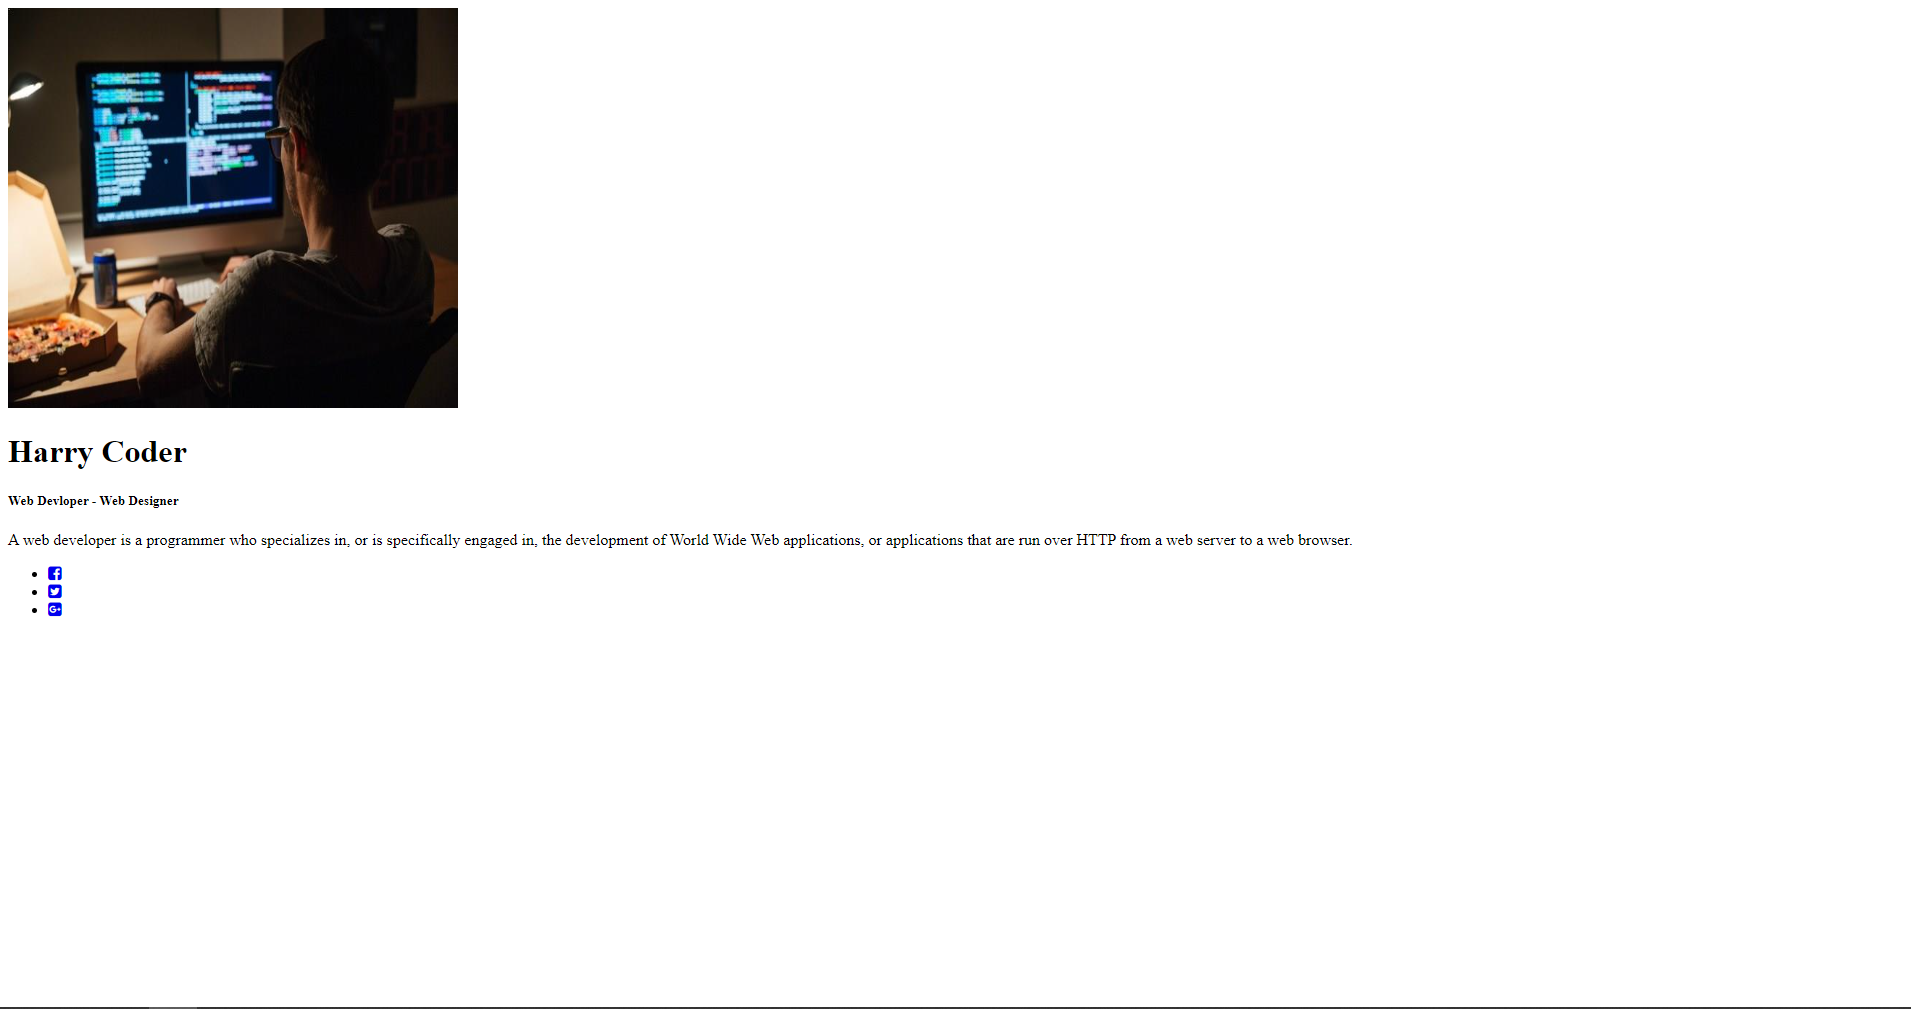 Harry Coder
Web Devloper - Web Designer
A web developer is a programmer who specializes in, or is specifically engaged in, the development of World Wide Web applications, or applications that are run over HTTP from a web server to a web browser.